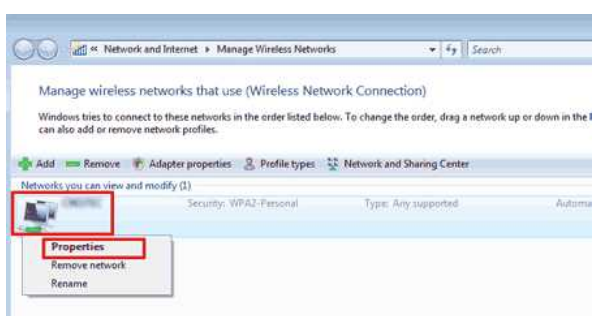 « Network and Internet ▸ Manage Wireless Networks Search
Manage wireless networks that use (Wireless Network Connection)
Windows tries to connect to these networks in the order listed below. To change the order, drag a network up or down in the
can also add or remove network profiles.
Add Remove Adapter properties Profile types Network and Sharing Center
Networks you can view and modify (1)
Security: WPA2-Personal Type: Any supported Automa
Properties
Remove network
Rename